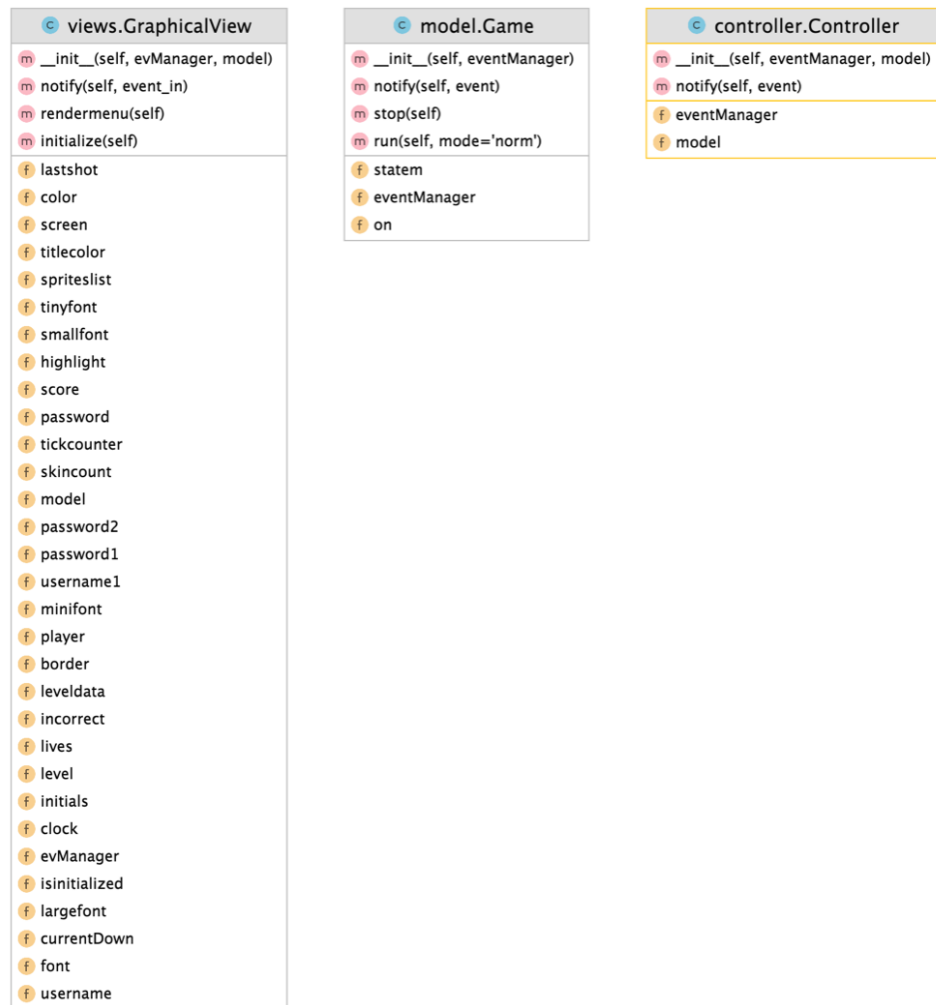 C views.GraphicalView
m __init__(self, evManager, model)
m notify(self, event_in)
m rendermenu(self)
m initialize(self)
f lastshot
f color
f screen
f titlecolor
f spriteslist
f tinyfont
f smallfont
f highlight
f score
f password
f tickcounter
f skincount
f model
f password2
f password1
f username1
f minifont
f player
f border
f leveldata
f incorrect
f lives
f level
f initials
f clock
f evManager
f isinitialized
f largefont
f currentDown
f font
f username
C model.Game
m __init__(self, eventManager)
m notify(self, event)
m stop(self)
m run(self, mode='norm')
f statem
f eventManager
f on
C controller.Controller
m __init__(self, eventManager, model)
m notify(self, event)
f eventManager
f model